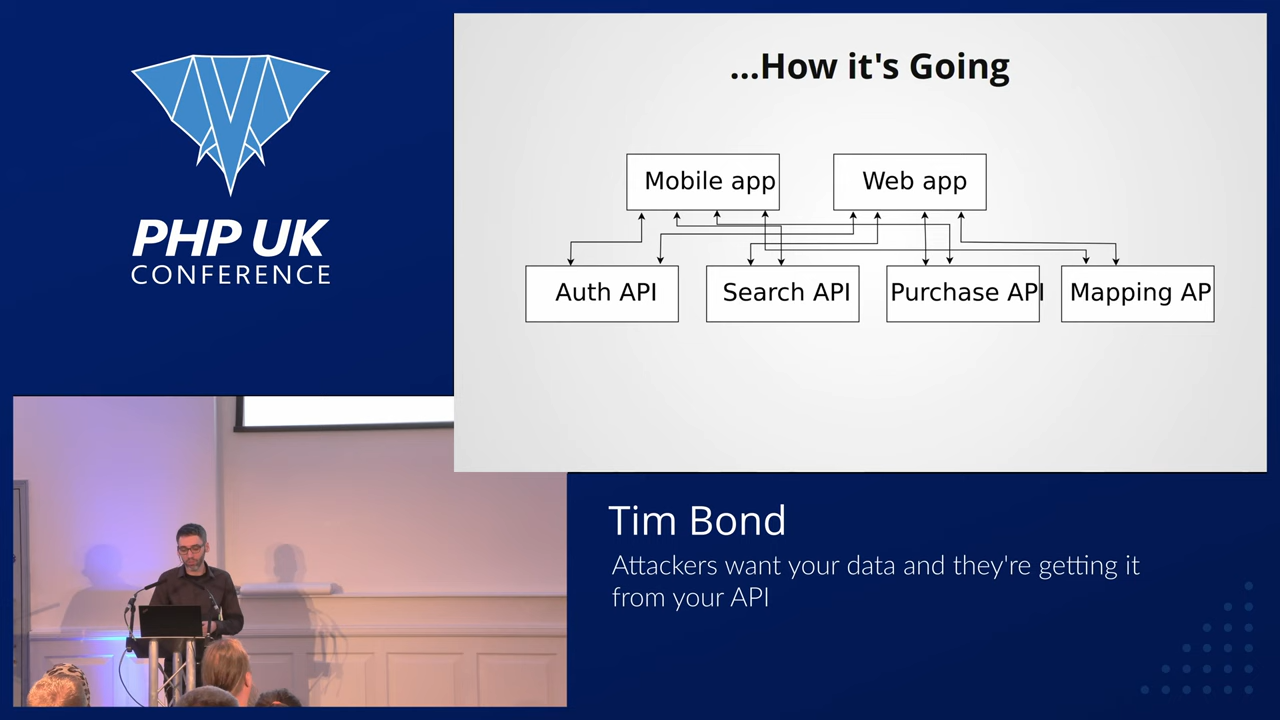 PHP UK
CONFERENCE
...How it's Going
Mobile app
Web app
Auth API
Search API
Purchase API
Mapping AP
Tim Bond
Attackers want your data and they're getting it
from your API